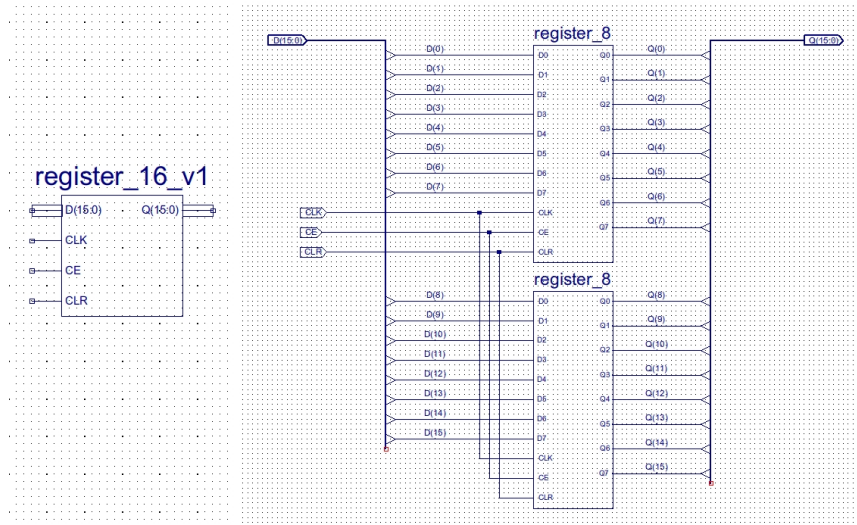 register_16_v1
D(15:0) Q(15:0)
CLK
CE
CLR
D(15:0)
Q(15:0)
register_8
D(0) D0 Q0 Q(0)
D(1) D1 Q1 Q(1)
D(2) D2 Q2 Q(2)
D(3) D3 Q3 Q(3)
D(4) D4 Q4 Q(4)
D(5) D5 Q5 Q(5)
D(6) D6 Q6 Q(6)
D(7) D7 Q7 Q(7)
CLK CLK
CE CE
CLR CLR
register_8
D(8) D0 Q0 Q(8)
D(9) D1 Q1 Q(9)
D(10) D2 Q2 Q(10)
D(11) D3 Q3 Q(11)
D(12) D4 Q4 Q(12)
D(13) D5 Q5 Q(13)
D(14) D6 Q6 Q(14)
D(15) D7 Q7 Q(15)
CLK
CE
CLR